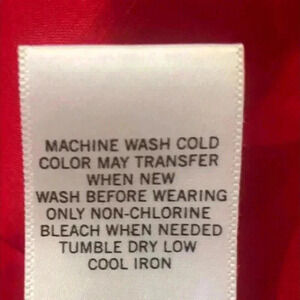 MACHINE WASH COLD
COLOR MAY TRANSFER
WHEN NEW
WASH BEFORE WEARING
ONLY NON-CHLORINE
BLEACH WHEN NEEDED
TUMBLE DRY LOW
COOL IRON